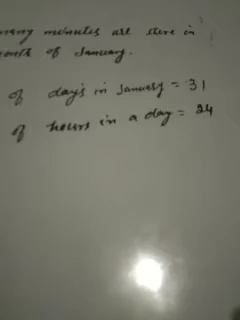 many minutes are there in
month of January.
of days in January = 31
of hours in a day = 24